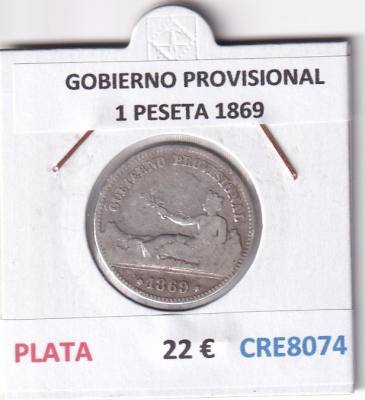 GOBIERNO PROVISIONAL
1 PESETA 1869
GOBIERNO PROVISIONAL
*1869*
PLATA 22 € CRE8074